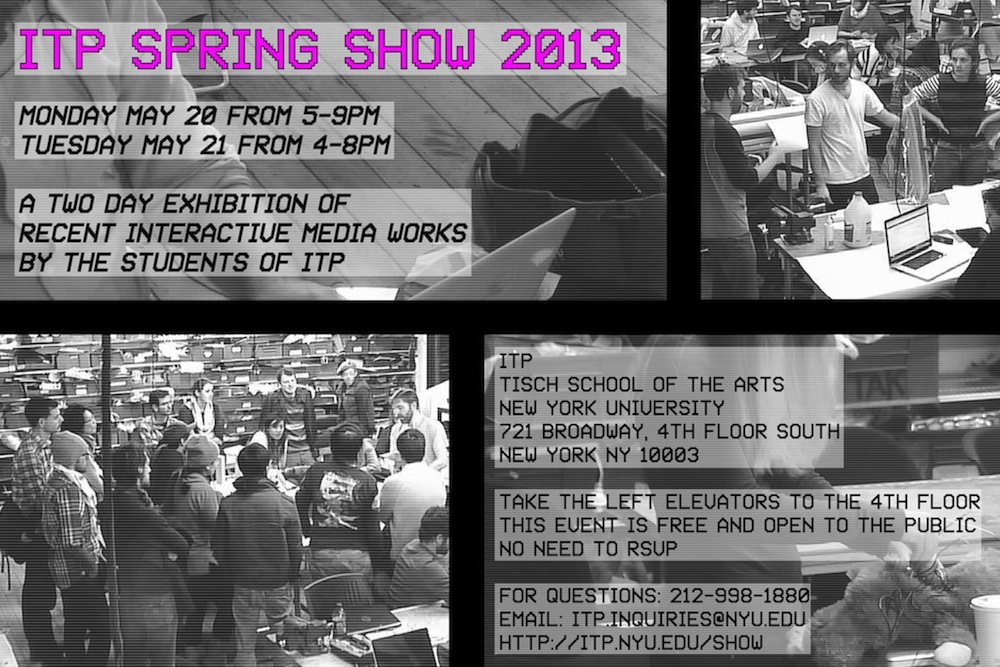 ITP SPRING SHOW 2013
MONDAY MAY 20 FROM 5-9PM
TUESDAY MAY 21 FROM 4-8PM
A TWO DAY EXHIBITION OF
RECENT INTERACTIVE MEDIA WORKS
BY THE STUDENTS OF ITP
ITP
TISCH SCHOOL OF THE ARTS
NEW YORK UNIVERSITY
721 BROADWAY, 4TH FLOOR SOUTH
NEW YORK NY 10003
TAKE THE LEFT ELEVATORS TO THE 4TH FLOOR
THIS EVENT IS FREE AND OPEN TO THE PUBLIC
NO NEED TO RSUP
FOR QUESTIONS: 212-998-1880
EMAIL: ITP.INQUIRIES@NYU.EDU
HTTP://ITP.NYU.EDU/SHOW